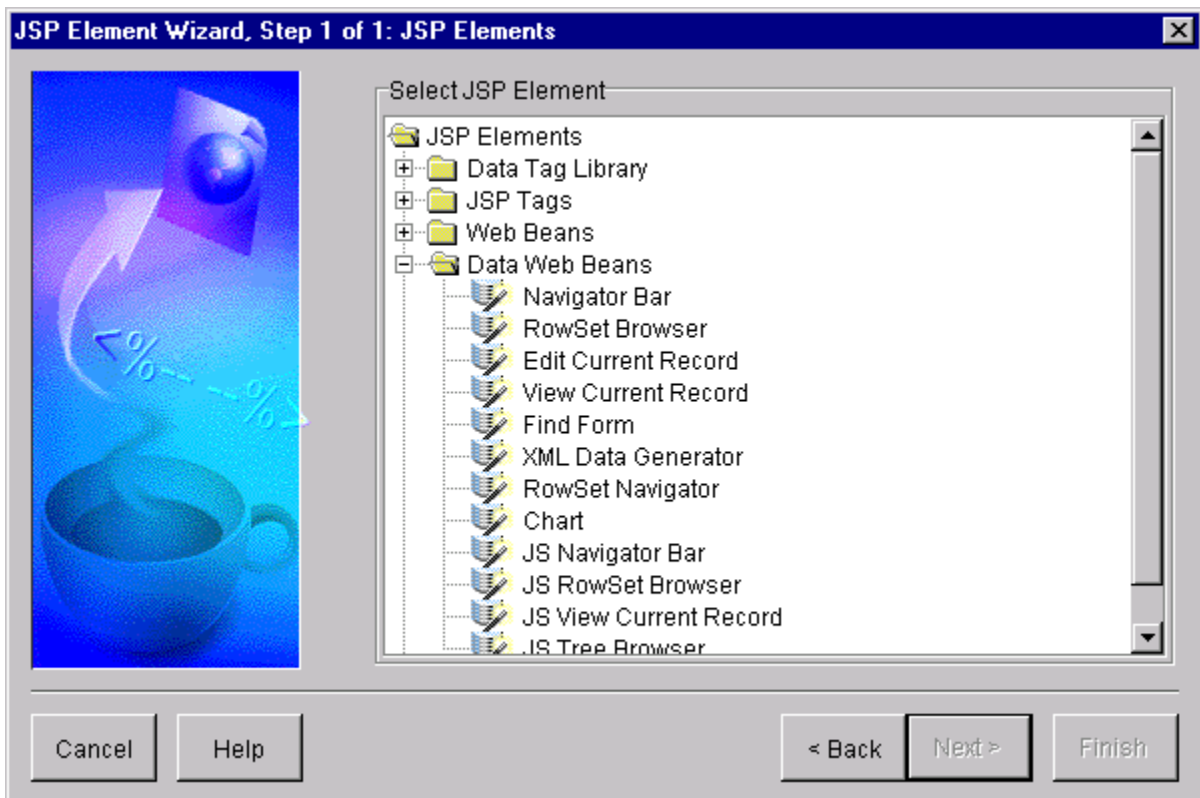 JSP Element Wizard, Step 1 of 1: JSP Elements
Select JSP Element
JSP Elements
Data Tag Library
JSP Tags
Web Beans
Data Web Beans
Navigator Bar
RowSet Browser
Edit Current Record
View Current Record
Find Form
XML Data Generator
RowSet Navigator
Chart
JS Navigator Bar
JS RowSet Browser
JS View Current Record
JS Tree Browser
<%-- --%>
Cancel
Help
< Back
Next >
Finish